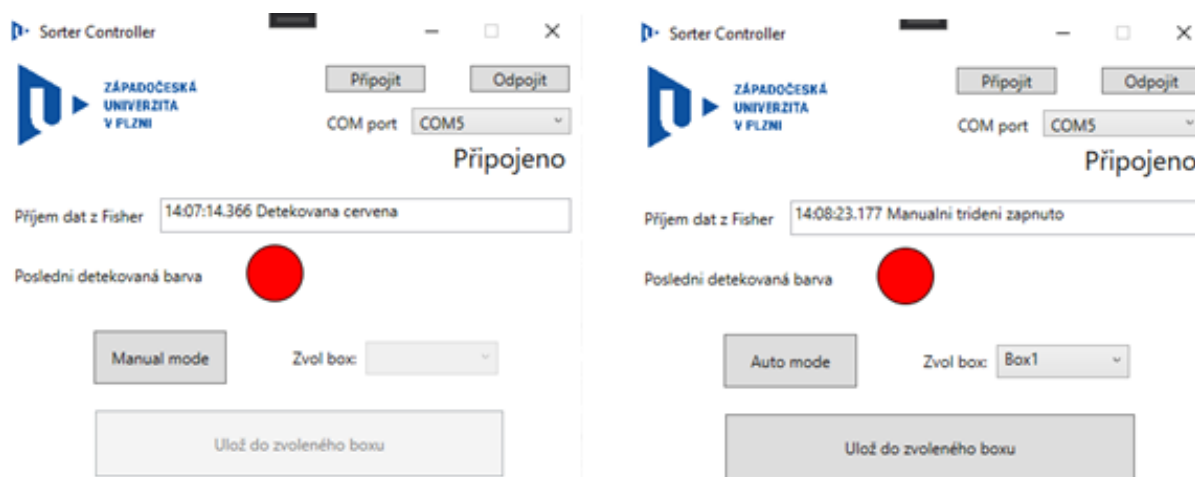 Sorter Controller
ZÁPADOČESKÁ
UNIVERZITA
V PLZNI
Připojit
Odpojit
COM port
COM5
Připojeno
Příjem dat z Fisher
14:07:14.366 Detekovana cervena
Poslední detekovaná barva
Manual mode
Zvol box:
Ulož do zvoleného boxu
Sorter Controller
ZÁPADOČESKÁ
UNIVERZITA
V PLZNI
Připojit
Odpojit
COM port
COM5
Připojeno
Příjem dat z Fisher
14:08:23.177 Manualni trideni zapnuto
Poslední detekovaná barva
Auto mode
Zvol box:
Box1
Ulož do zvoleného boxu